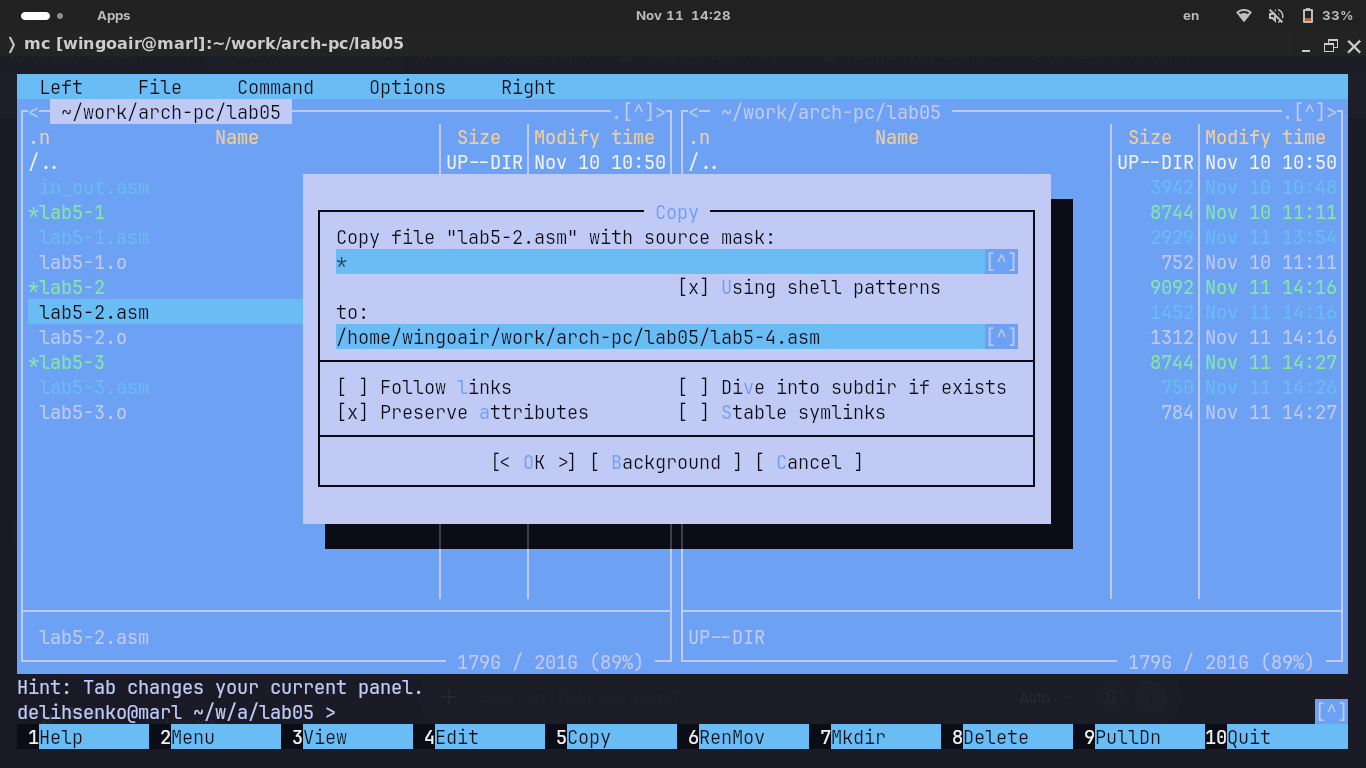 Apps Nov 11 14:28 en 33%
❯ mc [wingoair@marl]:~/work/arch-pc/lab05
Left File Command Options Right
<─ ~/work/arch-pc/lab05 .[^]> <─ ~/work/arch-pc/lab05 .[^]>
.n Name Size Modify time .n Name Size Modify time
/.. UP--DIR Nov 10 10:50 /.. UP--DIR Nov 10 10:50
in_out.asm 3942 Nov 10 10:48
*lab5-1 Copy 8744 Nov 10 11:11
lab5-1.asm Copy file "lab5-2.asm" with source mask: 2929 Nov 11 13:54
lab5-1.o * [^] 752 Nov 10 11:11
*lab5-2 [x] Using shell patterns 9092 Nov 11 14:16
lab5-2.asm to: 1452 Nov 11 14:16
lab5-2.o /home/wingoair/work/arch-pc/lab05/lab5-4.asm [^] 1312 Nov 11 14:16
*lab5-3 8744 Nov 11 14:27
lab5-3.asm [ ] Follow links [ ] Dive into subdir if exists 750 Nov 11 14:26
lab5-3.o [x] Preserve attributes [ ] Stable symlinks 784 Nov 11 14:27
[< OK >] [ Background ] [ Cancel ]
lab5-2.asm UP--DIR
179G / 201G (89%) 179G / 201G (89%)
Hint: Tab changes your current panel.
Auto
delihsenko@marl ~/w/a/lab05 > [^]
1Help 2Menu 3View 4Edit 5Copy 6RenMov 7Mkdir 8Delete 9PullDn 10Quit